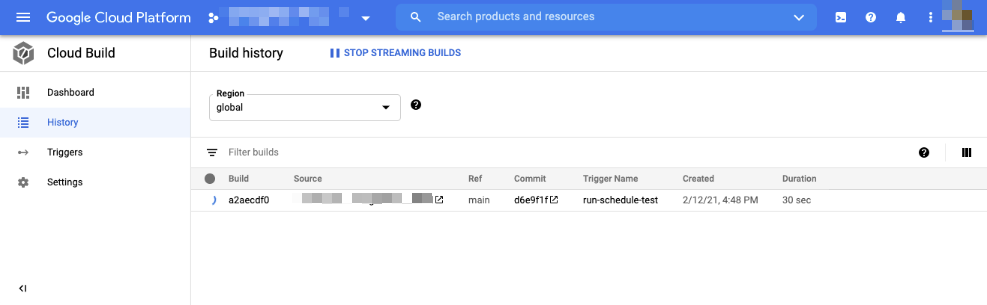 Google Cloud Platform
Search products and resources
Cloud Build
Build history
STOP STREAMING BUILDS
Dashboard
History
Triggers
Settings
Region
global
Filter builds
Build Source Ref Commit Trigger Name Created Duration
a2aecdf0 main d6e9f1f run-schedule-test 2/12/21, 4:48 PM 30 sec